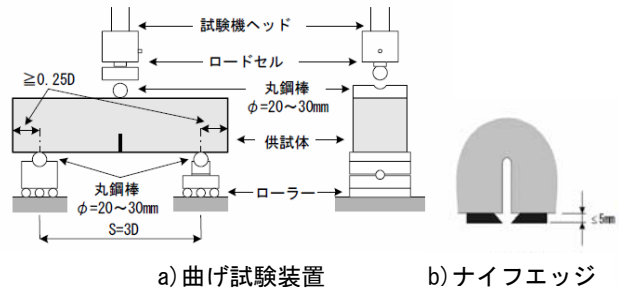 試験機ヘッド
ロードセル
≧0.25D
丸鋼棒
φ=20～30mm
供試体
丸鋼棒
φ=20～30mm
ローラー
S=3D
≤5mm
a)曲げ試験装置
b)ナイフエッジ